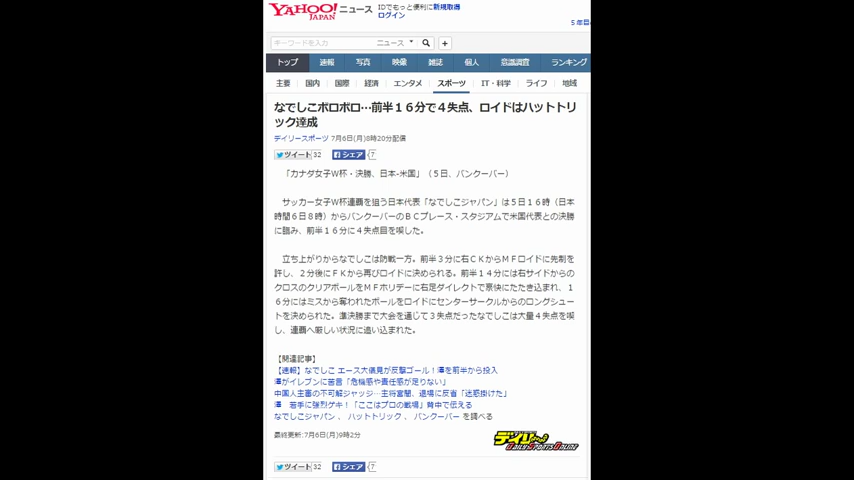 YAHOO! JAPAN ニュース IDでもっと便利に新規取得
ログイン
5年目
キーワードを入力 ニュース +
トップ 速報 写真 映像 雑誌 個人 意識調査 ランキング
主要 国内 国際 経済 エンタメ スポーツ IT・科学 ライフ 地域
なでしこボロボロ…前半16分で4失点、ロイドはハットトリ
ック達成
デイリースポーツ 7月6日(月)8時20分配信
ツイート 32 シェア 7
「カナダ女子W杯・決勝、日本-米国」(5日、バンクーバー)
サッカー女子W杯連覇を狙う日本代表「なでしこジャパン」は5日16時(日本
時間6日8時)からバンクーバーのBCプレース・スタジアムで米国代表との決勝
に臨み、前半16分に4失点目を喫した。
立ち上がりからなでしこは防戦一方。前半3分に右CKからMFロイドに先制を
許し、2分後にFKから再びロイドに決められる。前半14分には右サイドからの
クロスのクリアボールをMFホリデーに右足ダイレクトで豪快にたたき込まれ、1
6分にはミスから奪われたボールをロイドにセンターサークルからのロングシュー
トを決められた。準決勝まで大会を通じて3失点だったなでしこは大量4失点を喫
し、連覇へ厳しい状況に追い込まれた。
【関連記事】
【速報】なでしこ エース大儀見が反撃ゴール!澤を前半から投入
澤がイレブンに苦言「危機感や責任感が足りない」
中国人主審の不可解ジャッジ…主将宮間、退場に反省「迷惑掛けた」
澤 若手に強烈ゲキ!「ここはプロの戦場」背中で伝える
なでしこジャパン 、 ハットトリック 、 バンクーバー を調べる
最終更新:7月6日(月)9時2分
デイリー Daily Sports Online
ツイート 32 シェア 7